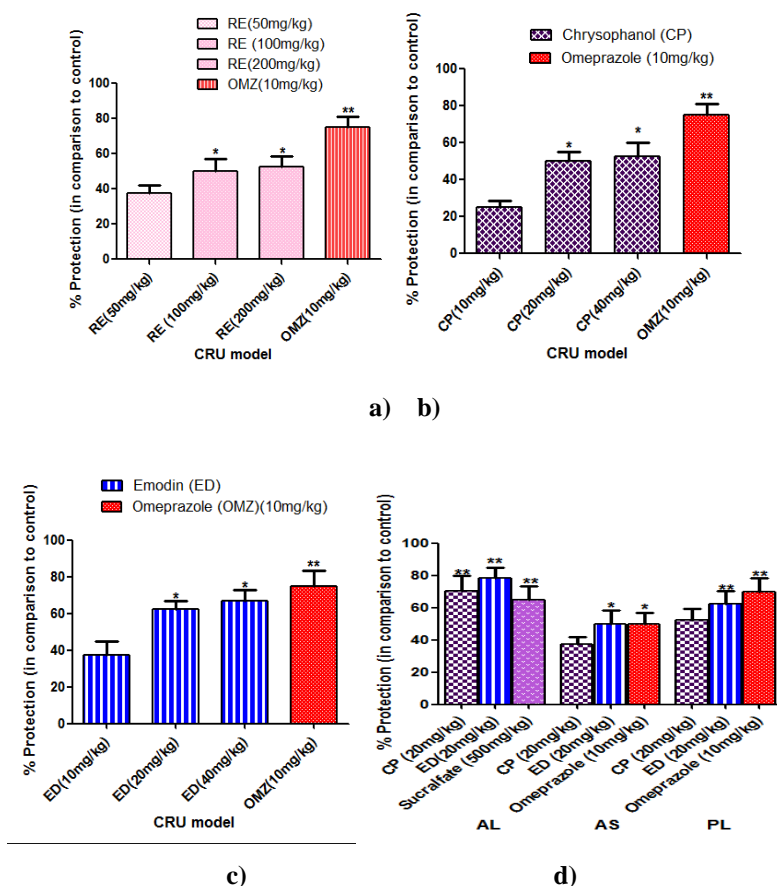 RE(50mg/kg)
RE (100mg/kg)
RE(200mg/kg)
OMZ(10mg/kg)
% Protection (in comparison to control)
100
80
60
40
20
0
*
*
**
RE(50mg/kg)
RE (100mg/kg)
RE(200mg/kg)
OMZ(10mg/kg)
CRU model
Chrysophanol (CP)
Omeprazole (10mg/kg)
% Protection (in comparison to control)
100
80
60
40
20
0
*
*
**
CP(10mg/kg)
CP(20mg/kg)
CP(40mg/kg)
OMZ(10mg/kg)
CRU model
a) b)
Emodin (ED)
Omeprazole (OMZ)(10mg/kg)
% Protection (in comparison to control)
100
80
60
40
20
0
*
*
**
ED(10mg/kg)
ED(20mg/kg)
ED(40mg/kg)
OMZ(10mg/kg)
CRU model
% Protection (in comparison to control)
100
80
60
40
20
0
**
**
**
*
*
**
**
CP (20mg/kg)
ED(20mg/kg)
Sucralfate (500mg/kg)
CP (20mg/kg)
ED (20mg/kg)
Omeprazole (10mg/kg)
CP (20mg/kg)
ED (20mg/kg)
Omeprazole (10mg/kg)
AL AS PL
c) d)